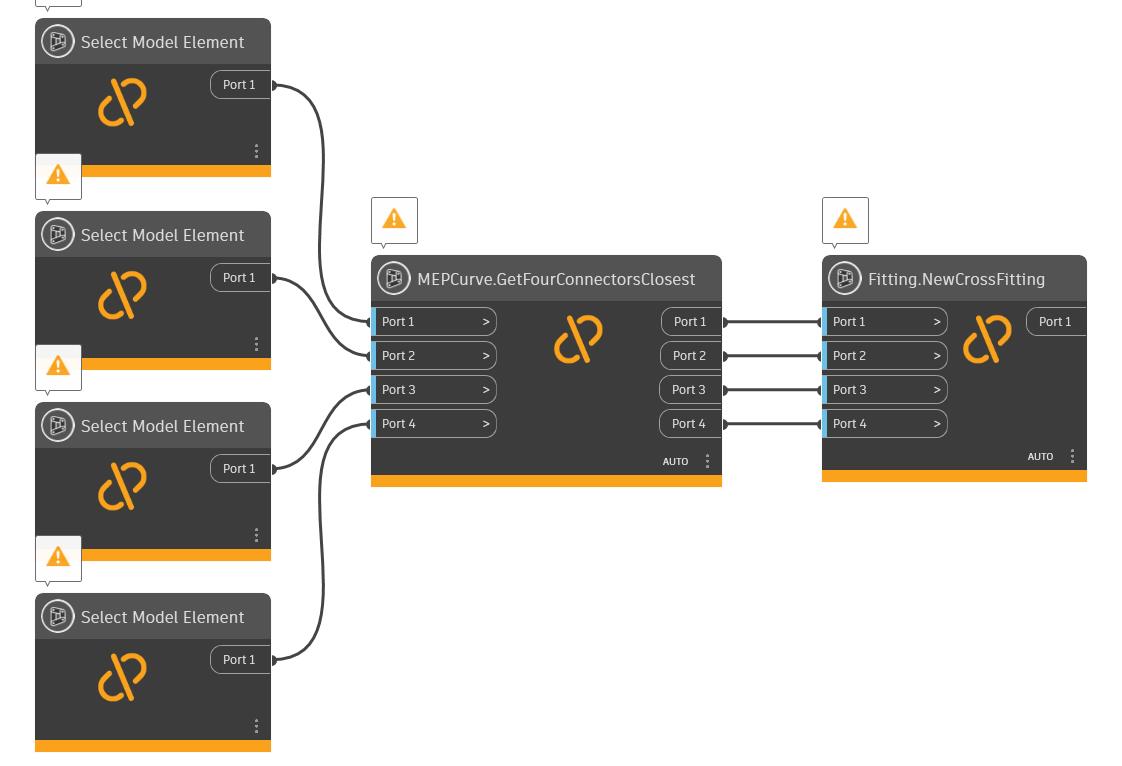 Select Model Element
Port 1
Select Model Element
Port 1
Select Model Element
Port 1
Select Model Element
Port 1
MEPCurve.GetFourConnectorsClosest
Port 1 > Port 1
Port 2 > Port 2
Port 3 > Port 3
Port 4 > Port 4
AUTO
Fitting.NewCrossFitting
Port 1 > Port 1
Port 2 >
Port 3 >
Port 4 >
AUTO